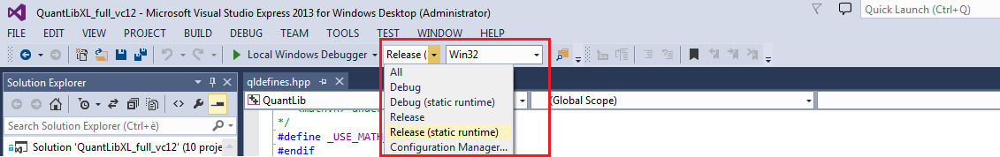 QuantLibXL_full_vc12 - Microsoft Visual Studio Express 2013 for Windows Desktop (Administrator)
Quick Launch (Ctrl+Q)
FILE EDIT VIEW PROJECT BUILD DEBUG TEAM TOOLS TEST WINDOW HELP
Local Windows Debugger Release ( Win32
All
Solution Explorer qldefines.hpp Debug
QuantLib Debug (static runtime) (Global Scope)
Release
Search Solution Explorer (Ctrl+è) */ Release (static runtime)
Solution 'QuantLibXL_full_vc12' (10 proje #define _USE_MATH Configuration Manager...
#endif